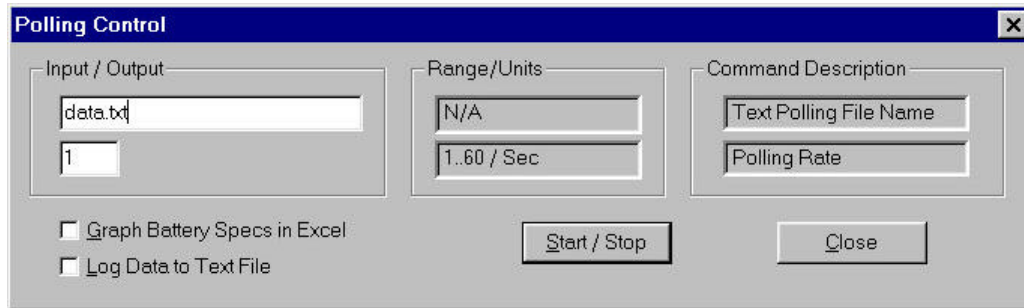 Polling Control
Input / Output
Range/Units
Command Description
data.txt
N/A
Text Polling File Name
1
1..60 / Sec
Polling Rate
Graph Battery Specs in Excel
Log Data to Text File
Start / Stop
Close